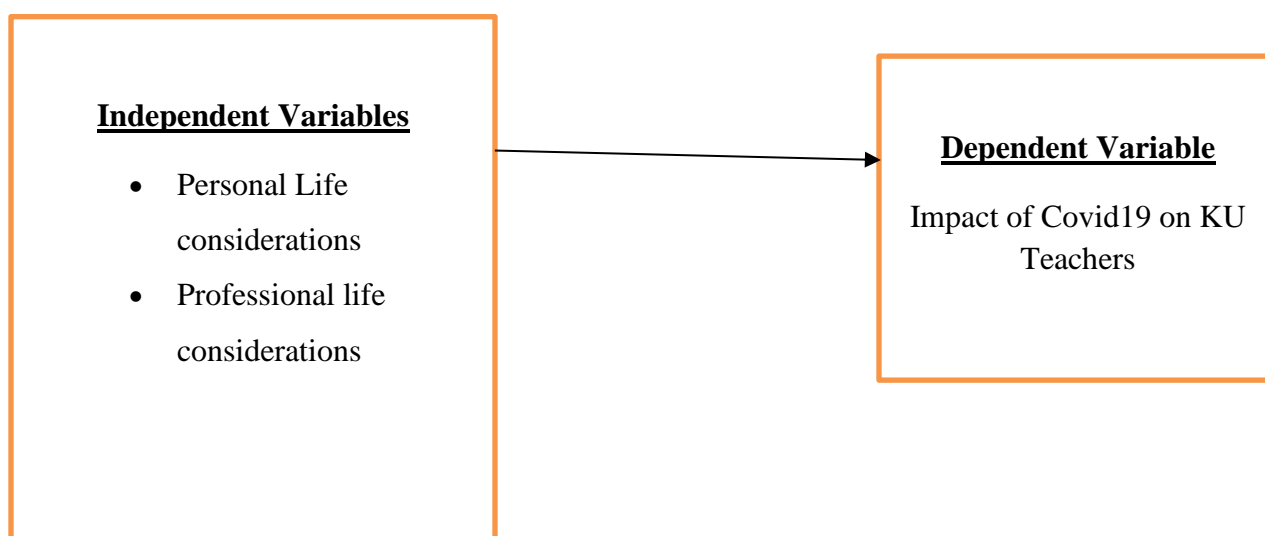 Independent Variables
• Personal Life
considerations
• Professional life
considerations
Dependent Variable
Impact of Covid19 on KU
Teachers